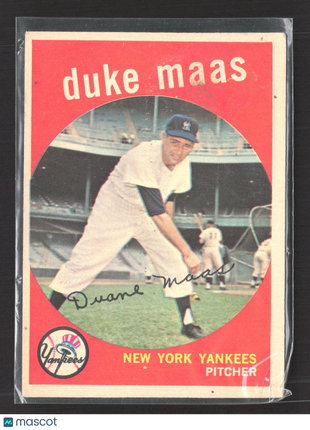 duke maas
Duane Maas
Yankees
NEW YORK YANKEES
PITCHER
mascot